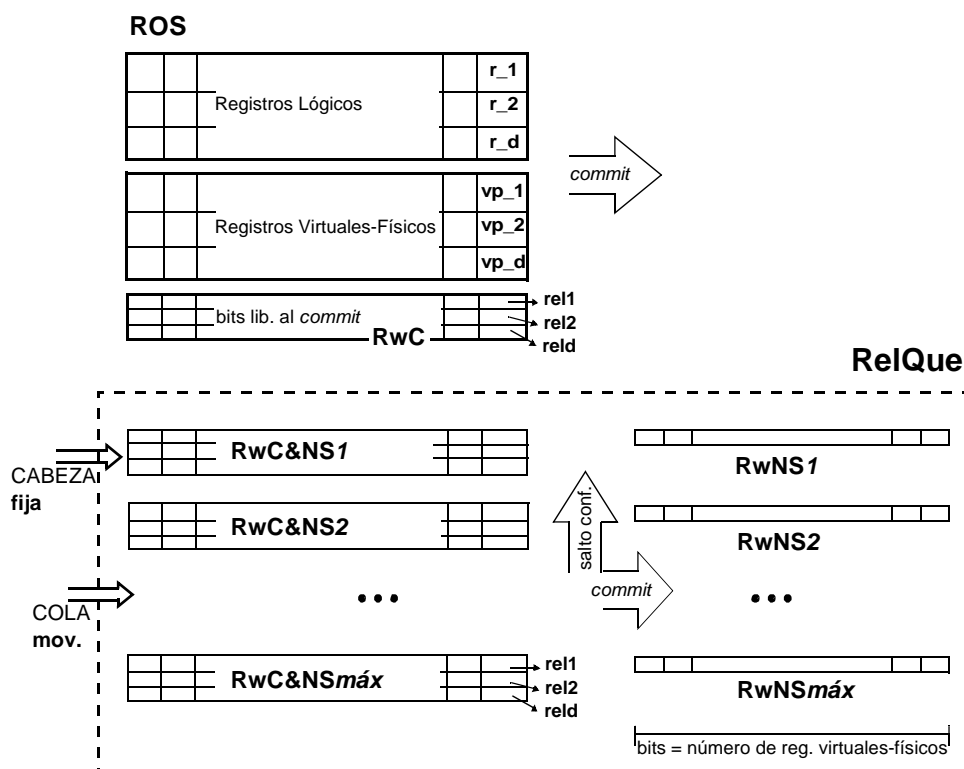 ROS
r_1
Registros Lógicos
r_2
r_d
commit
vp_1
Registros Virtuales-Físicos
vp_2
vp_d
rel1
bits lib. al commit
rel2
RwC
reld
RelQue
RwC&NS1
RwNS1
CABEZA
fija
RwC&NS2
RwNS2
salto conf.
commit
...
...
COLA
mov.
rel1
RwC&NSmáx
rel2
RwNSmáx
reld
bits = número de reg. virtuales-físicos